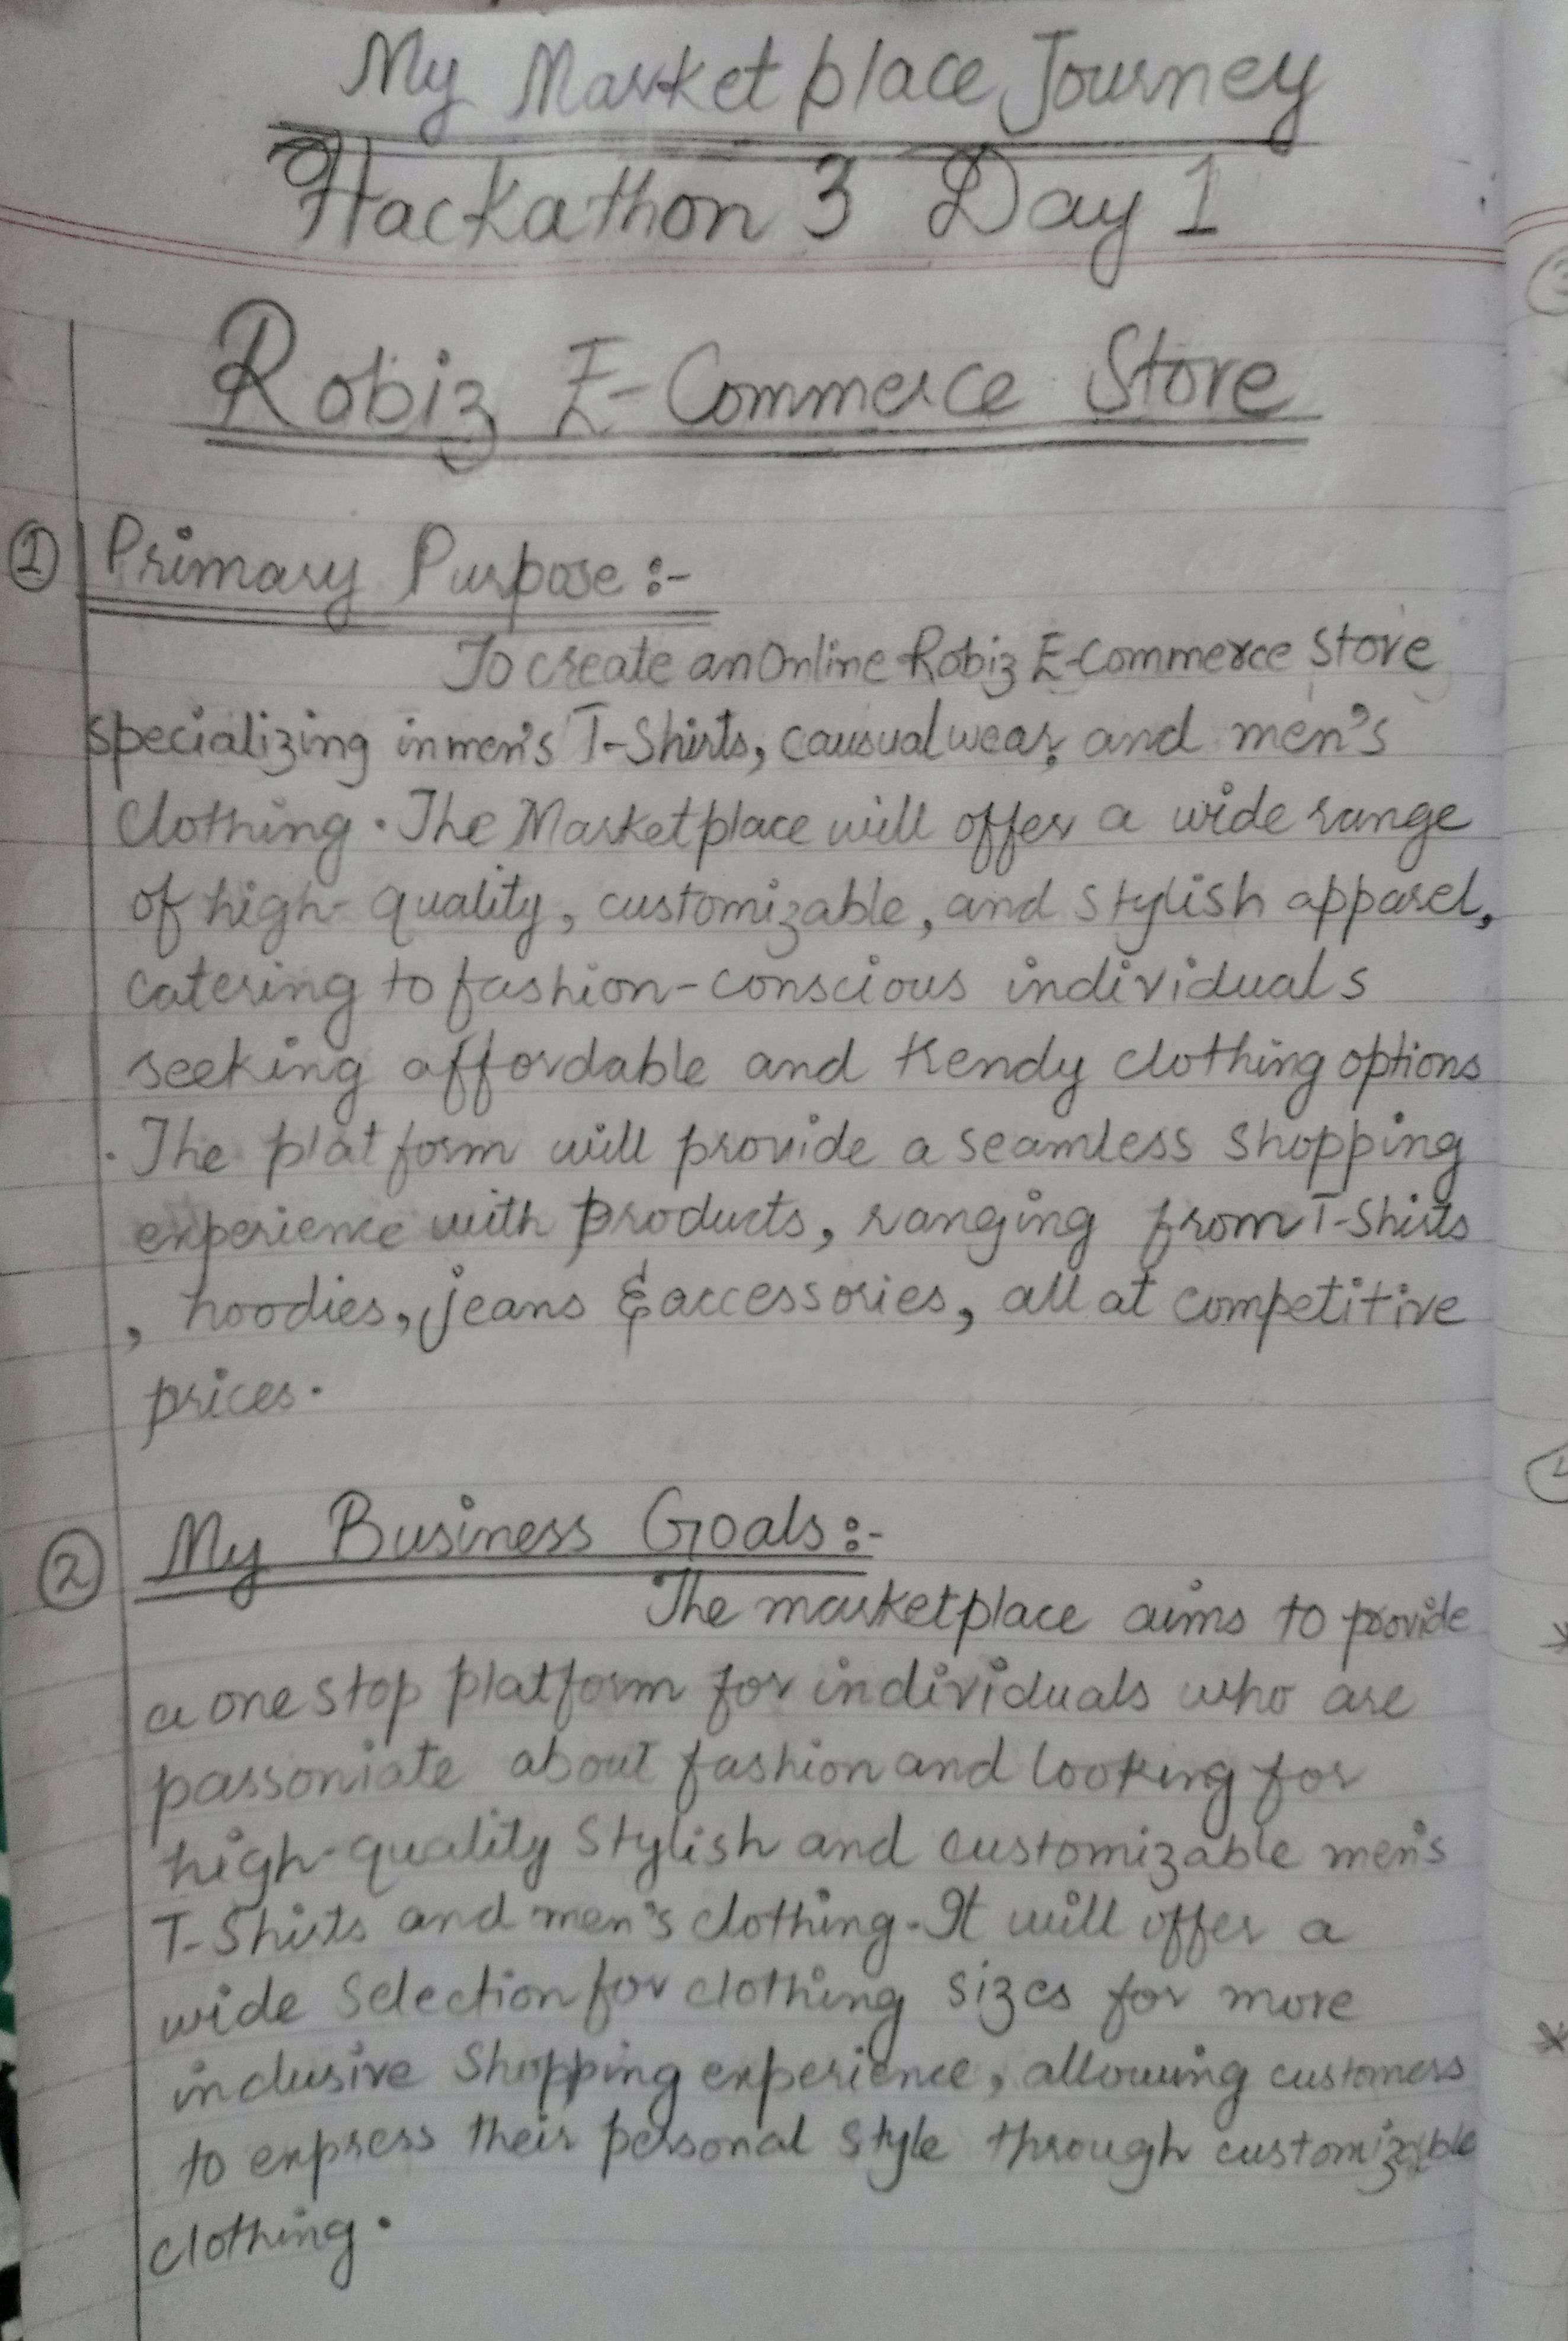 My Marketplace Journey
Hackathon 3 Day 1
Robiz E-Commerce Store
① Primary Purpose :-
To create an Online Robiz E-Commerce Store
specializing in men's T-Shirts, causual wear, and men's
Clothing. The Marketplace will offer a wide range
of high-quality, customizable, and stylish apparel,
catering to fashion-conscious individuals
seeking affordable and trendy clothing options
. The platform will provide a seamless shopping
experience with products, ranging from T-Shirts
, hoodies, jeans & accessories, all at competitive
prices.
② My Business Goals :-
The marketplace aims to provide
a one stop platform for individuals who are
passoniate about fashion and looking for
high-quality stylish and customizable men's
T-Shirts and men's clothing. It will offer a
wide selection for clothing sizes for more
inclusive shopping experience, allowing customers
to express their personal style through customizable
clothing.